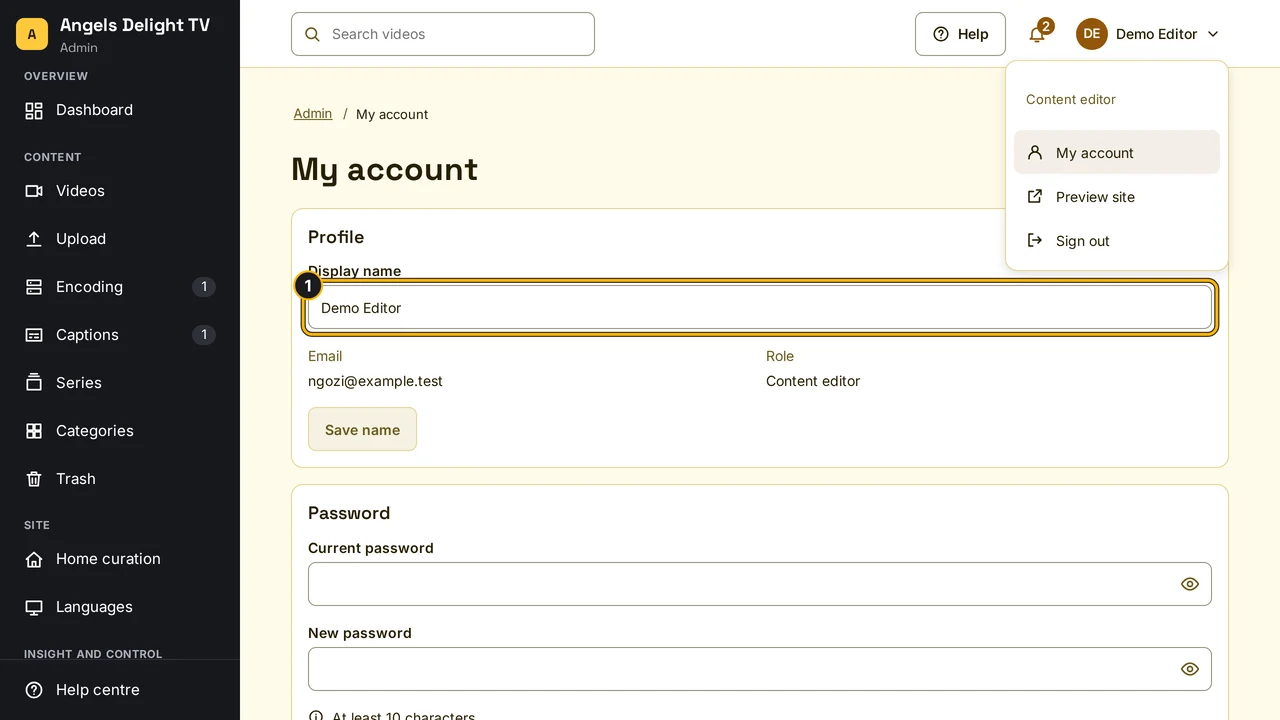 A
Angels Delight TV
Admin
OVERVIEW
Dashboard
CONTENT
Videos
Upload
Encoding 1
Captions 1
Series
Categories
Trash
SITE
Home curation
Languages
INSIGHT AND CONTROL
Help centre
Search videos
Help
2
DE Demo Editor
Content editor
My account
Preview site
Sign out
Admin / My account
My account
Profile
Display name
1
Demo Editor
Email
ngozi@example.test
Role
Content editor
Save name
Password
Current password
New password
At least 10 characters